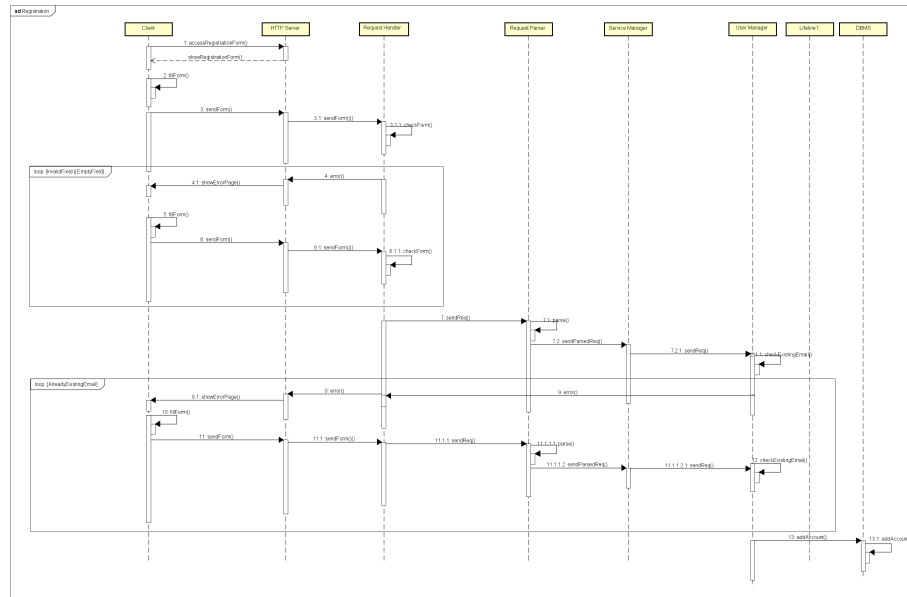 sd Registration
Client
HTTP Server
Request Handler
Request Parser
Service Manager
User Manager
Lifeline1
DBMS
1: accessRegistrationForm()
showRegistrationForm()
2: fillForm()
3: sendForm()
3.1: sendForm()()
3.1.1: checkForm()
loop [InvalidField || EmptyField]
4: error()
4.1: showErrorPage()
5: fillForm()
6: sendForm()
6.1: sendForm()()
6.1.1: checkForm()
7: sendReq()
7.1: parse()
7.2: sendParsedReq()
7.2.1: sendReq()
checkExistingEmail()
loop [AlreadyExistingEmail]
8: error()
9: error()
8.1: showErrorPage()
10: fillForm()
11: sendForm()
11.1: sendForm()()
11.1.1: sendReq()
11.1.1.1: parse()
11.1.1.2: sendParsedReq()
11.1.1.2.1: sendReq()
12: checkExistingEmail()
13: addAccount()
13.1: addAccount